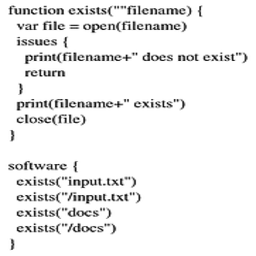 function exists(""filename) {
var file = open(filename)
issues {
print(filename+" does not exist")
return
}
print(filename+" exists")
close(file)
}

software {
exists("input.txt")
exists("/input.txt")
exists("docs")
exists("/docs")
}